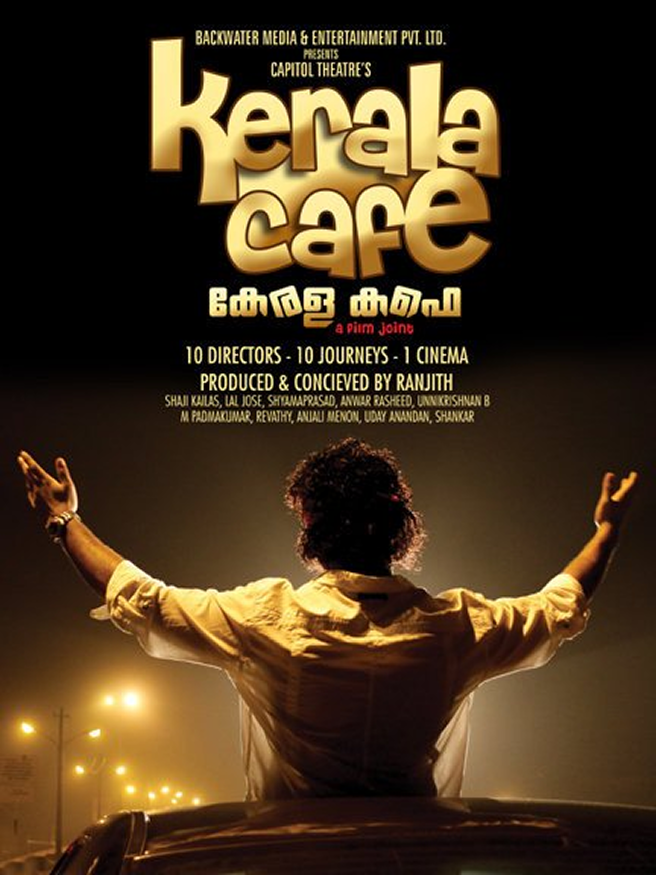 BACKWATER MEDIA & ENTERTAINMENT PVT. LTD.
PRESENTS
CAPITOL THEATRE'S
kerala
cafe
കേരള കഫെ
a film joint
10 DIRECTORS - 10 JOURNEYS - 1 CINEMA
PRODUCED & CONCIEVED BY RANJITH
SHAJI KAILAS, LAL JOSE, SHYAMAPRASAD, ANWAR RASHEED, UNNIKRISHNAN B
M PADMAKUMAR, REVATHY, ANJALI MENON, UDAY ANANDAN, SHANKAR